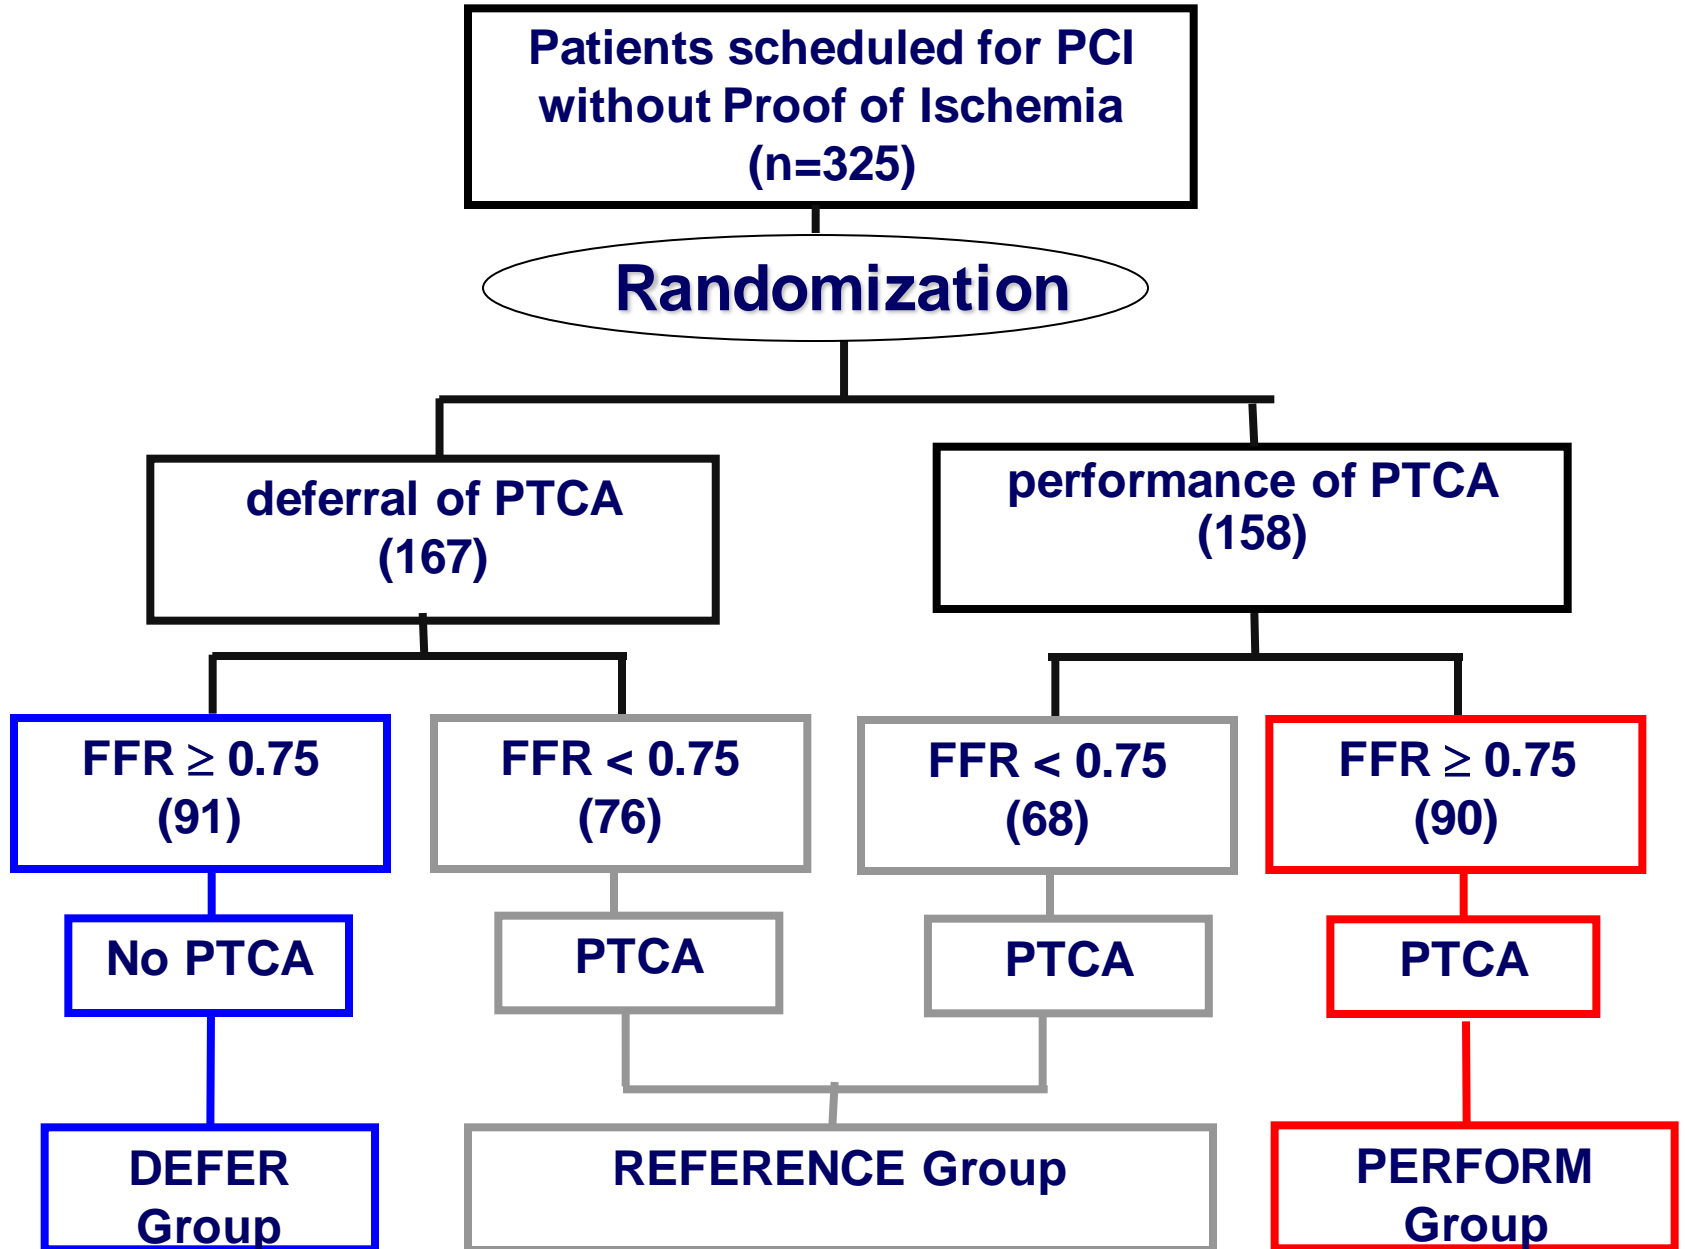 Patients scheduled for PCI
without Proof of Ischemia
(n=325)
Randomization
deferral of PTCA
(167)
performance of PTCA
(158)
FFR ≥ 0.75
(91)
FFR < 0.75
(76)
FFR < 0.75
(68)
FFR ≥ 0.75
(90)
No PTCA
PTCA
PTCA
PTCA
DEFER
Group
REFERENCE Group
PERFORM
Group